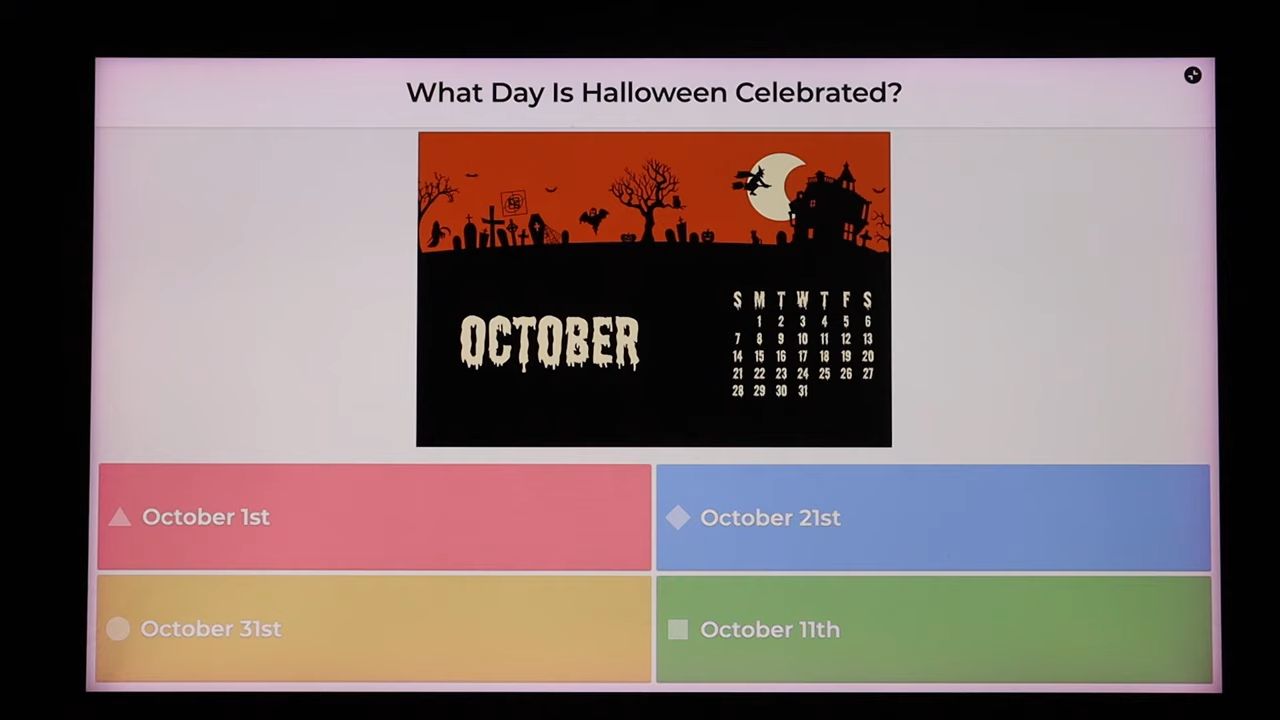 What Day Is Halloween Celebrated?
OCTOBER
S M T W T F S
1 2 3 4 5 6
7 8 9 10 11 12 13
14 15 16 17 18 19 20
21 22 23 24 25 26 27
28 29 30 31
October 1st
October 21st
October 31st
October 11th